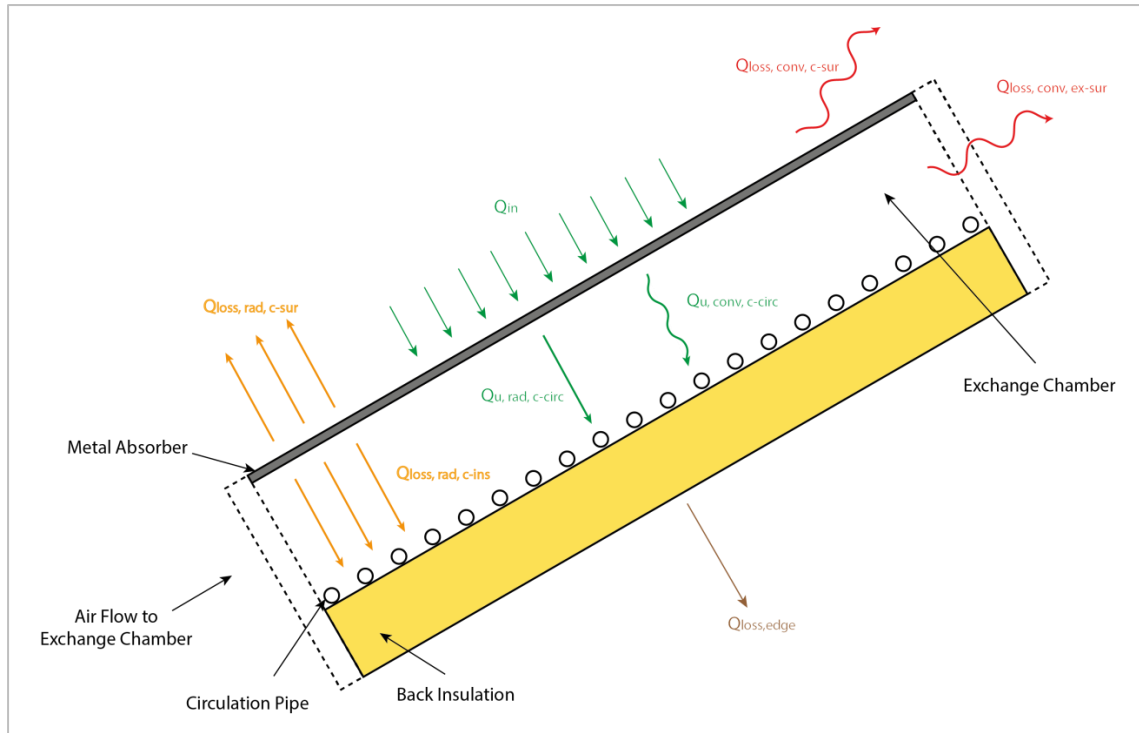 Qloss, conv, c-sur
Qloss, conv, ex-sur
Qin
Qloss, rad, c-sur
Qu, conv, c-circ
Exchange Chamber
Qu, rad, c-circ
Metal Absorber
Qloss, rad, c-ins
Air Flow to
Exchange Chamber
Qloss,edge
Circulation Pipe
Back Insulation